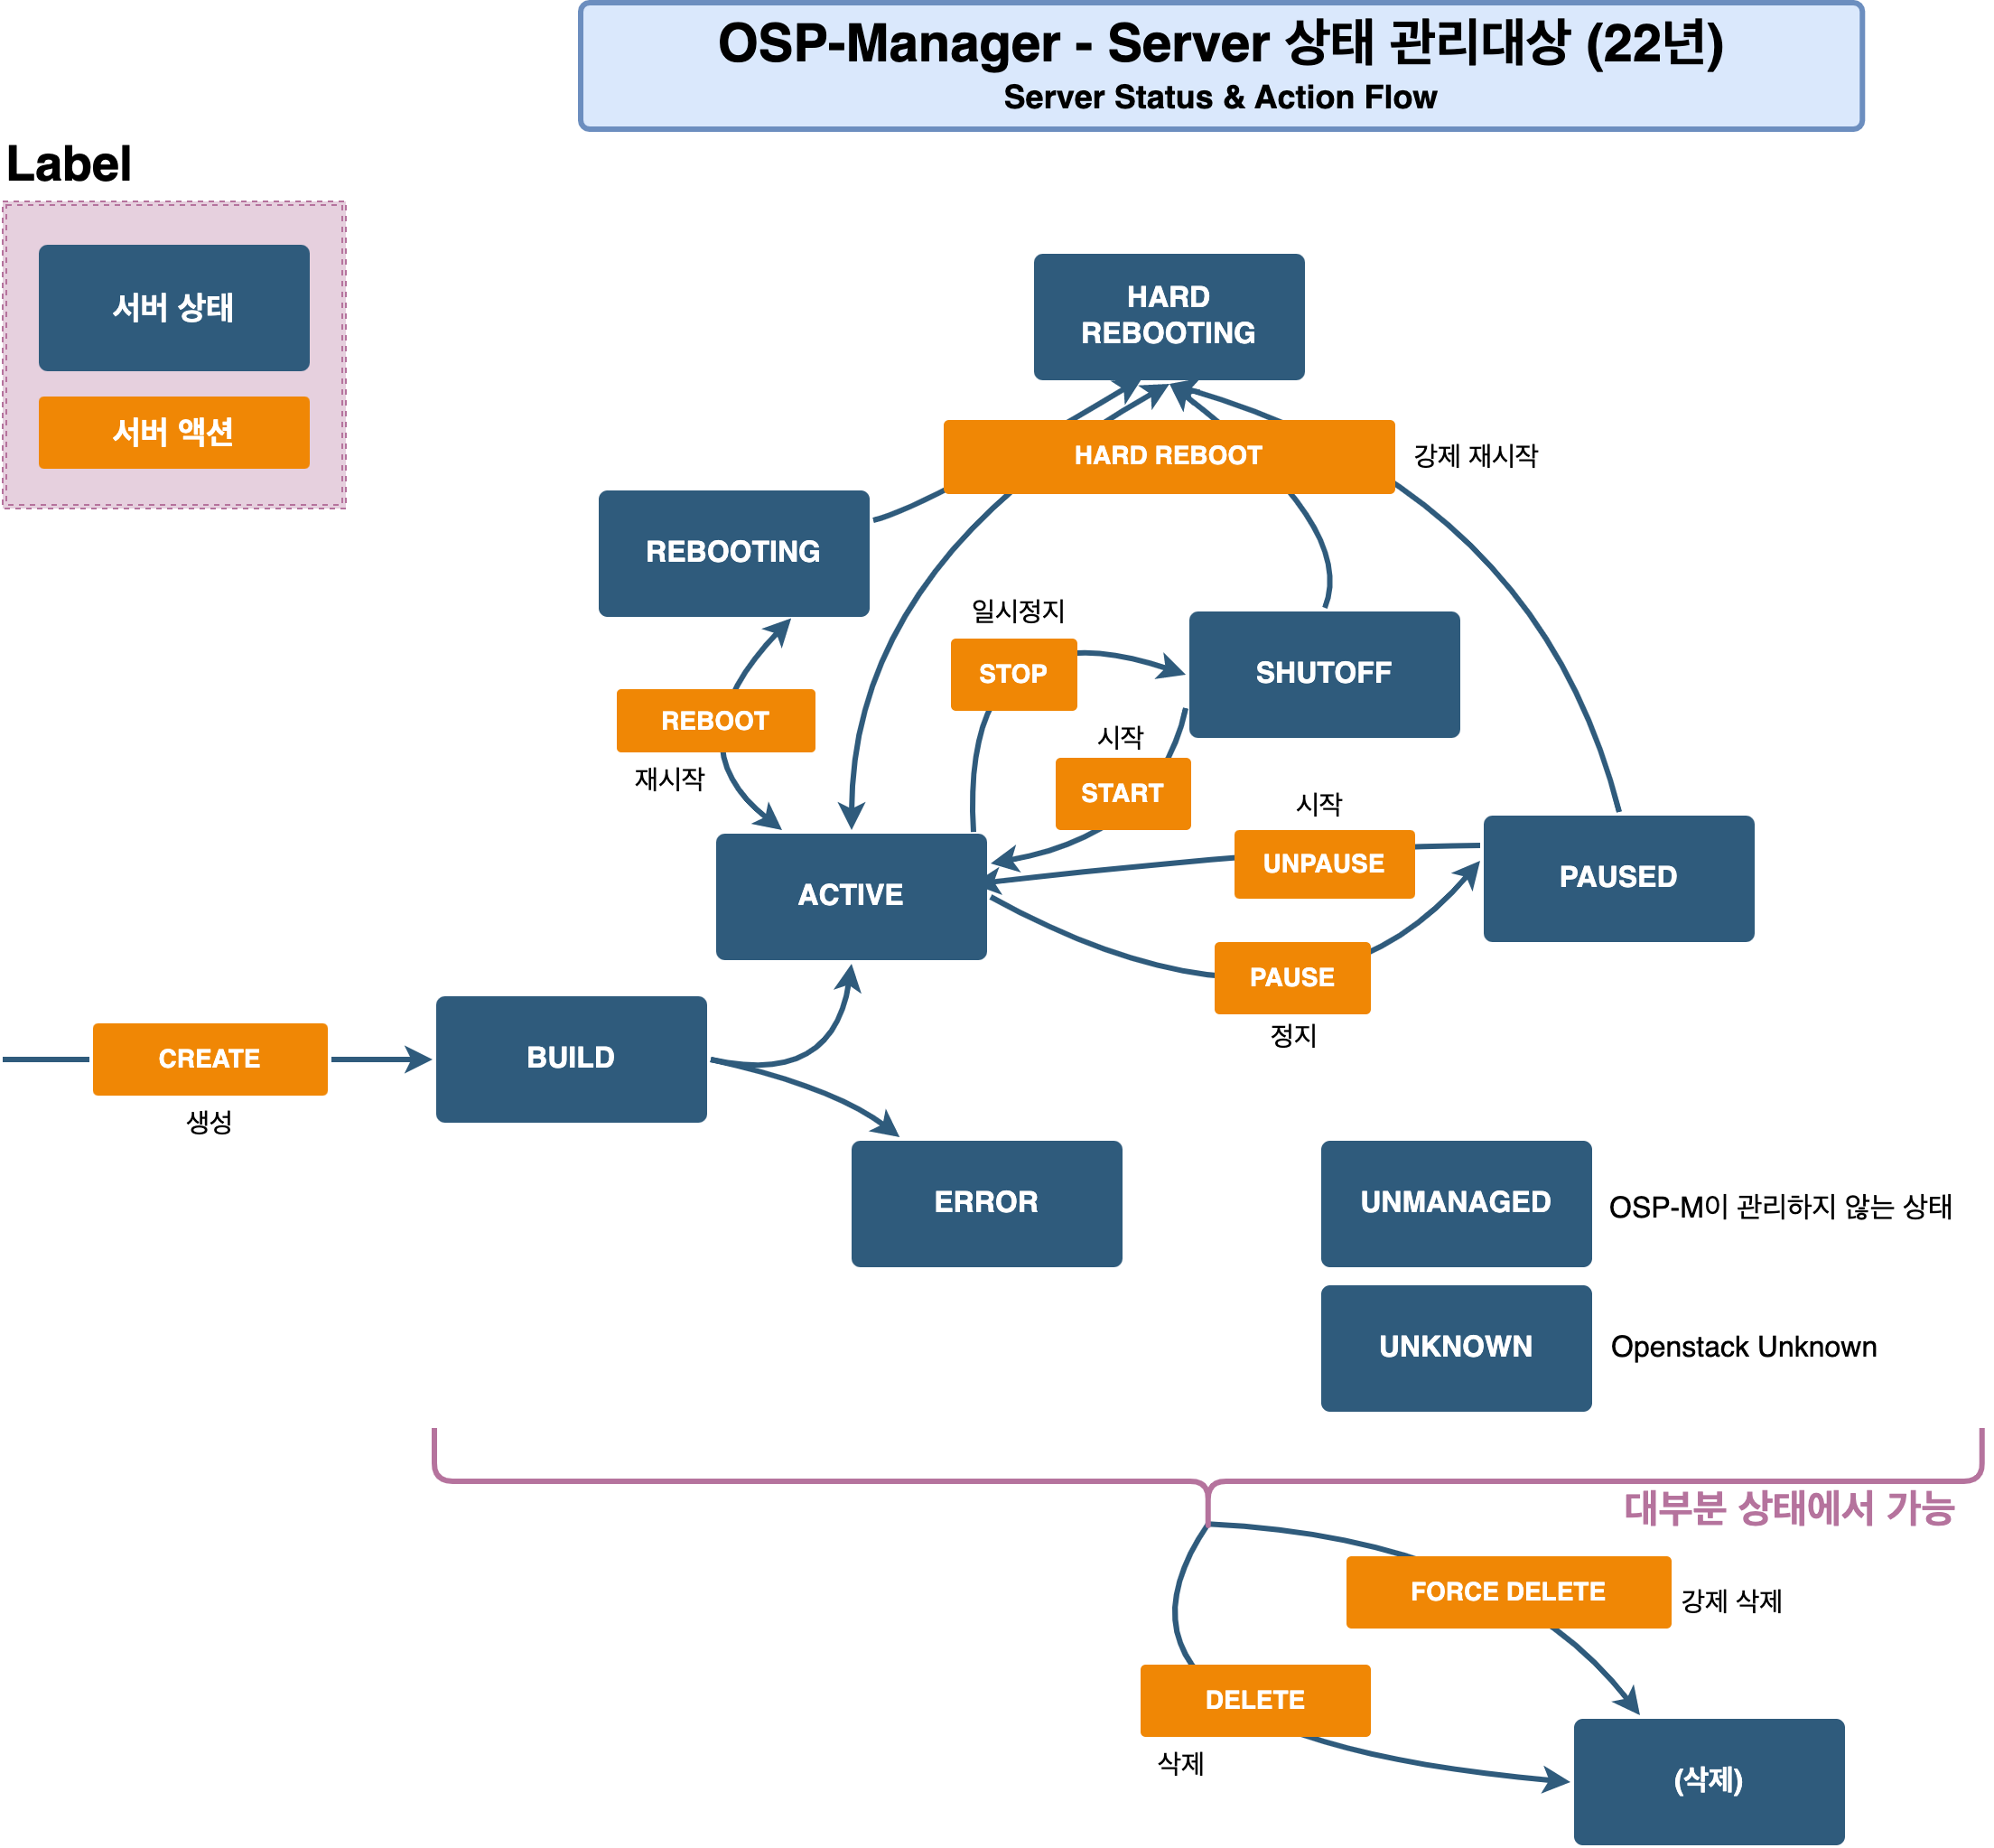 OSP-Manager - Server 상태 관리대상 (22년)
Server Status & Action Flow
Label
서버 상태
서버 액션
HARD
REBOOTING
HARD REBOOT
강제 재시작
REBOOTING
일시정지
STOP
SHUTOFF
REBOOT
재시작
시작
START
시작
UNPAUSE
PAUSED
ACTIVE
PAUSE
정지
CREATE
생성
BUILD
ERROR
UNMANAGED
OSP-M이 관리하지 않는 상태
UNKNOWN
Openstack Unknown
대부분 상태에서 가능
FORCE DELETE
강제 삭제
DELETE
삭제
(삭제)